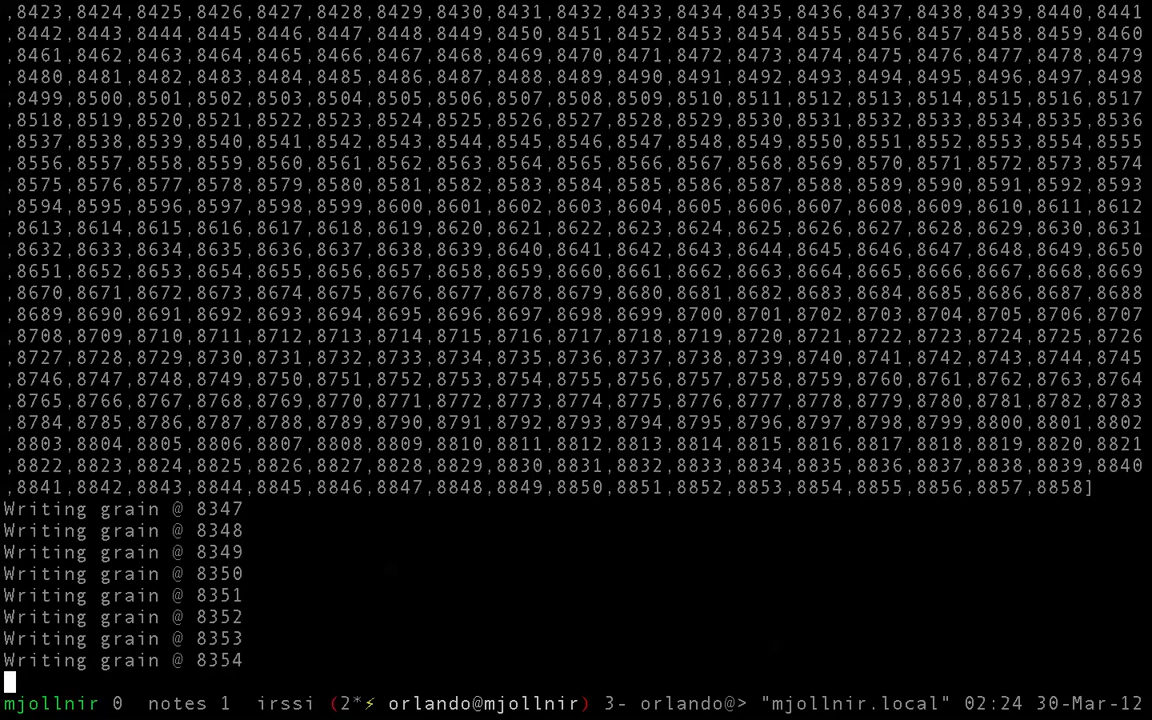 ,8423,8424,8425,8426,8427,8428,8429,8430,8431,8432,8433,8434,8435,8436,8437,8438,8439,8440,8441
,8442,8443,8444,8445,8446,8447,8448,8449,8450,8451,8452,8453,8454,8455,8456,8457,8458,8459,8460
,8461,8462,8463,8464,8465,8466,8467,8468,8469,8470,8471,8472,8473,8474,8475,8476,8477,8478,8479
,8480,8481,8482,8483,8484,8485,8486,8487,8488,8489,8490,8491,8492,8493,8494,8495,8496,8497,8498
,8499,8500,8501,8502,8503,8504,8505,8506,8507,8508,8509,8510,8511,8512,8513,8514,8515,8516,8517
,8518,8519,8520,8521,8522,8523,8524,8525,8526,8527,8528,8529,8530,8531,8532,8533,8534,8535,8536
,8537,8538,8539,8540,8541,8542,8543,8544,8545,8546,8547,8548,8549,8550,8551,8552,8553,8554,8555
,8556,8557,8558,8559,8560,8561,8562,8563,8564,8565,8566,8567,8568,8569,8570,8571,8572,8573,8574
,8575,8576,8577,8578,8579,8580,8581,8582,8583,8584,8585,8586,8587,8588,8589,8590,8591,8592,8593
,8594,8595,8596,8597,8598,8599,8600,8601,8602,8603,8604,8605,8606,8607,8608,8609,8610,8611,8612
,8613,8614,8615,8616,8617,8618,8619,8620,8621,8622,8623,8624,8625,8626,8627,8628,8629,8630,8631
,8632,8633,8634,8635,8636,8637,8638,8639,8640,8641,8642,8643,8644,8645,8646,8647,8648,8649,8650
,8651,8652,8653,8654,8655,8656,8657,8658,8659,8660,8661,8662,8663,8664,8665,8666,8667,8668,8669
,8670,8671,8672,8673,8674,8675,8676,8677,8678,8679,8680,8681,8682,8683,8684,8685,8686,8687,8688
,8689,8690,8691,8692,8693,8694,8695,8696,8697,8698,8699,8700,8701,8702,8703,8704,8705,8706,8707
,8708,8709,8710,8711,8712,8713,8714,8715,8716,8717,8718,8719,8720,8721,8722,8723,8724,8725,8726
,8727,8728,8729,8730,8731,8732,8733,8734,8735,8736,8737,8738,8739,8740,8741,8742,8743,8744,8745
,8746,8747,8748,8749,8750,8751,8752,8753,8754,8755,8756,8757,8758,8759,8760,8761,8762,8763,8764
,8765,8766,8767,8768,8769,8770,8771,8772,8773,8774,8775,8776,8777,8778,8779,8780,8781,8782,8783
,8784,8785,8786,8787,8788,8789,8790,8791,8792,8793,8794,8795,8796,8797,8798,8799,8800,8801,8802
,8803,8804,8805,8806,8807,8808,8809,8810,8811,8812,8813,8814,8815,8816,8817,8818,8819,8820,8821
,8822,8823,8824,8825,8826,8827,8828,8829,8830,8831,8832,8833,8834,8835,8836,8837,8838,8839,8840
,8841,8842,8843,8844,8845,8846,8847,8848,8849,8850,8851,8852,8853,8854,8855,8856,8857,8858]
Writing grain @ 8347
Writing grain @ 8348
Writing grain @ 8349
Writing grain @ 8350
Writing grain @ 8351
Writing grain @ 8352
Writing grain @ 8353
Writing grain @ 8354
mjollnir 0  notes 1  irssi (2*⚡ orlando@mjollnir) 3- orlando@> "mjollnir.local" 02:24 30-Mar-12